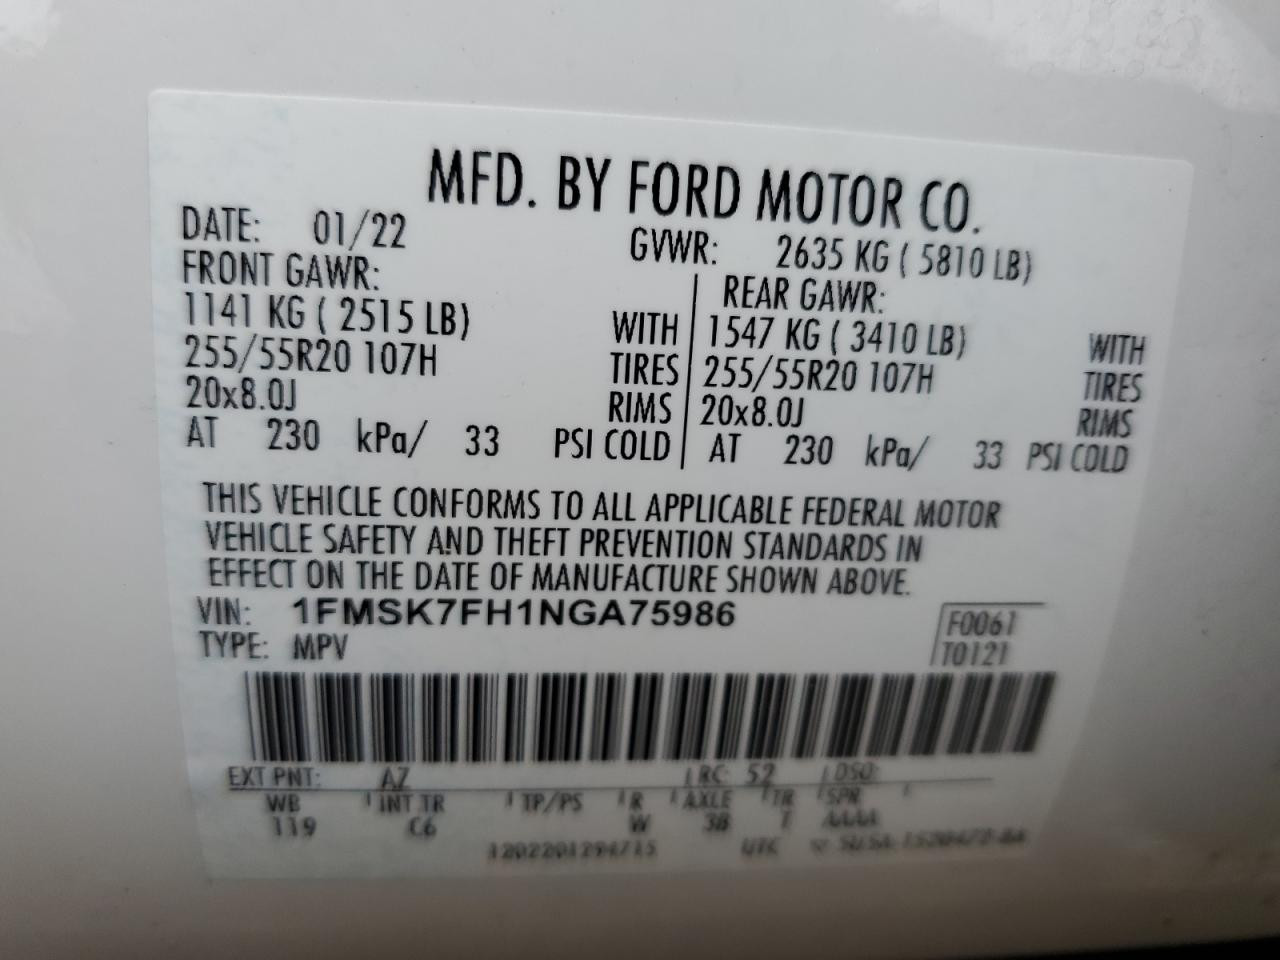 MFD. BY FORD MOTOR CO.
DATE: 01/22 GVWR: 2635 KG ( 5810 LB)
FRONT GAWR: REAR GAWR:
1141 KG ( 2515 LB) WITH 1547 KG ( 3410 LB) WITH
255/55R20 107H TIRES 255/55R20 107H TIRES
20x8.0J RIMS 20x8.0J RIMS
AT 230 kPa/ 33 PSI COLD AT 230 kPa/ 33 PSI COLD
THIS VEHICLE CONFORMS TO ALL APPLICABLE FEDERAL MOTOR
VEHICLE SAFETY AND THEFT PREVENTION STANDARDS IN
EFFECT ON THE DATE OF MANUFACTURE SHOWN ABOVE.
VIN: 1FMSK7FH1NGA75986 F0061
TYPE: MPV T0121
EXT PNT: AZ RC: 52 DSO:
WB INT TR TP/PS R AXLE TR SPR
119 C6 W 38 T AAAA
1202201294715 UTC